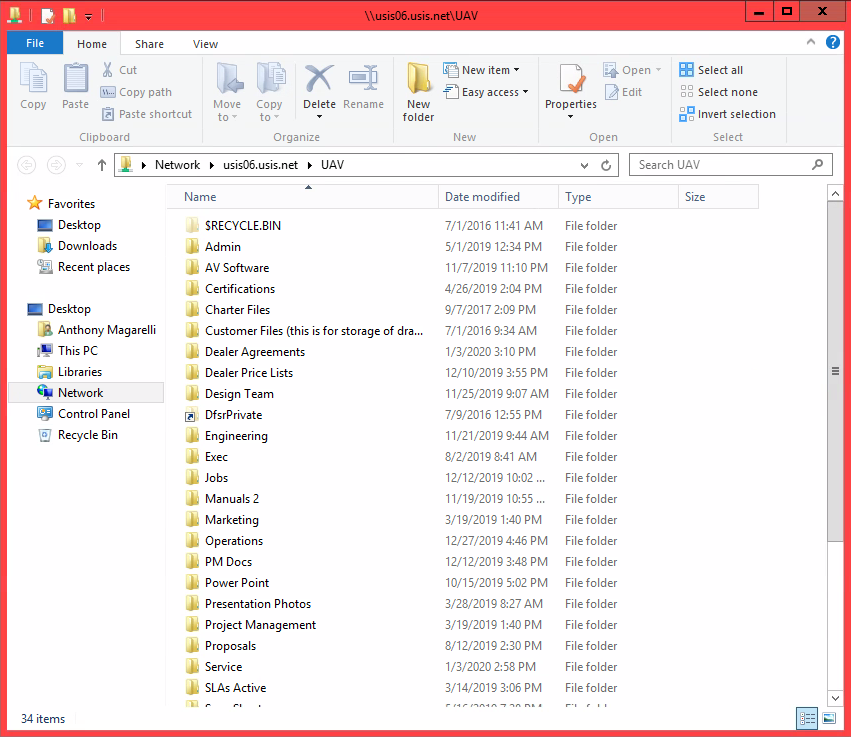 \\usis06.usis.net\UAV
File Home Share View
Copy
Paste
Cut
Copy path
Paste shortcut
Clipboard
Move to
Copy to
Delete
Rename
Organize
New folder
New item
Easy access
New
Properties
Open
Edit
Open
Select all
Select none
Invert selection
Select
Network usis06.usis.net UAV
Search UAV
Favorites
Desktop
Downloads
Recent places
Desktop
Anthony Magarelli
This PC
Libraries
Network
Control Panel
Recycle Bin
Name Date modified Type Size
$RECYCLE.BIN 7/1/2016 11:41 AM File folder
Admin 5/1/2019 12:34 PM File folder
AV Software 11/7/2019 11:10 PM File folder
Certifications 4/26/2019 2:04 PM File folder
Charter Files 9/7/2017 2:09 PM File folder
Customer Files (this is for storage of dra... 7/1/2016 9:34 AM File folder
Dealer Agreements 1/3/2020 3:10 PM File folder
Dealer Price Lists 12/10/2019 3:55 PM File folder
Design Team 11/25/2019 9:07 AM File folder
DfsrPrivate 7/9/2016 12:55 PM File folder
Engineering 11/21/2019 9:44 AM File folder
Exec 8/2/2019 8:41 AM File folder
Jobs 12/12/2019 10:02 ... File folder
Manuals 2 11/19/2019 10:55 ... File folder
Marketing 3/19/2019 1:40 PM File folder
Operations 12/27/2019 4:46 PM File folder
PM Docs 12/12/2019 3:48 PM File folder
Power Point 10/15/2019 5:02 PM File folder
Presentation Photos 3/28/2019 8:27 AM File folder
Project Management 3/19/2019 1:40 PM File folder
Proposals 8/12/2019 2:30 PM File folder
Service 1/3/2020 2:58 PM File folder
SLAs Active 3/14/2019 3:06 PM File folder
34 items